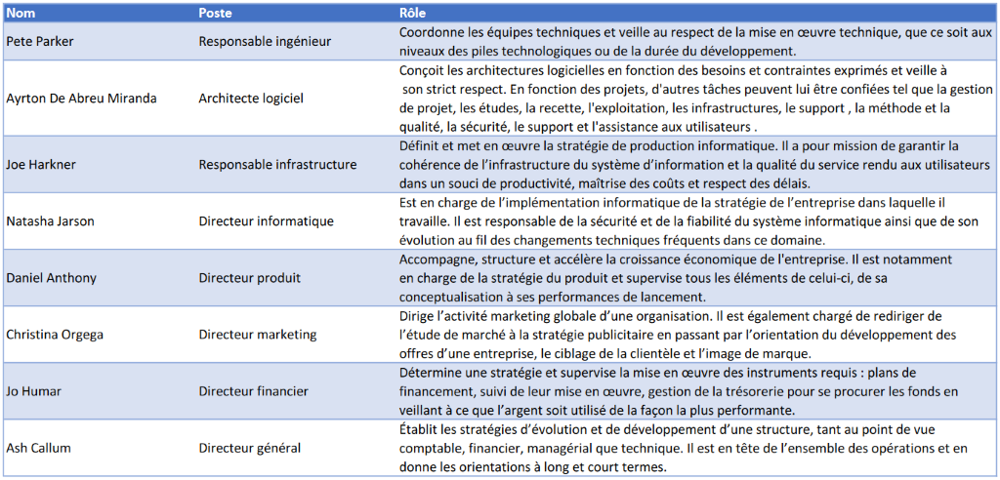 Nom Poste Rôle
Pete Parker Responsable ingénieur Coordonne les équipes techniques et veille au respect de la mise en œuvre technique, que ce soit aux
niveaux des piles technologiques ou de la durée du développement.
Ayrton De Abreu Miranda Architecte logiciel Conçoit les architectures logicielles en fonction des besoins et contraintes exprimés et veille à
son strict respect. En fonction des projets, d'autres tâches peuvent lui être confiées tel que la gestion
de projet, les études, la recette, l'exploitation, les infrastructures, le support , la méthode et la
qualité, la sécurité, le support et l'assistance aux utilisateurs .
Joe Harkner Responsable infrastructure Définit et met en œuvre la stratégie de production informatique. Il a pour mission de garantir la
cohérence de l’infrastructure du système d’information et la qualité du service rendu aux utilisateurs
dans un souci de productivité, maîtrise des coûts et respect des délais.
Natasha Jarson Directeur informatique Est en charge de l’implémentation informatique de la stratégie de l’entreprise dans laquelle il
travaille. Il est responsable de la sécurité et de la fiabilité du système informatique ainsi que de son
évolution au fil des changements techniques fréquents dans ce domaine.
Daniel Anthony Directeur produit Accompagne, structure et accélère la croissance économique de l'entreprise. Il est notamment
en charge de la stratégie du produit et supervise tous les éléments de celui-ci, de sa
conceptualisation à ses performances de lancement.
Christina Orgega Directeur marketing Dirige l’activité marketing globale d’une organisation. Il est également chargé de rediriger de
l’étude de marché à la stratégie publicitaire en passant par l’orientation du développement des
offres d’une entreprise, le ciblage de la clientèle et l’image de marque.
Jo Humar Directeur financier Détermine une stratégie et supervise la mise en œuvre des instruments requis : plans de
financement, suivi de leur mise en œuvre, gestion de la trésorerie pour se procurer les fonds en
veillant à ce que l’argent soit utilisé de la façon la plus performante.
Ash Callum Directeur général Établit les stratégies d’évolution et de développement d’une structure, tant au point de vue
comptable, financier, managérial que technique. Il est en tête de l’ensemble des opérations et en
donne les orientations à long et court termes.